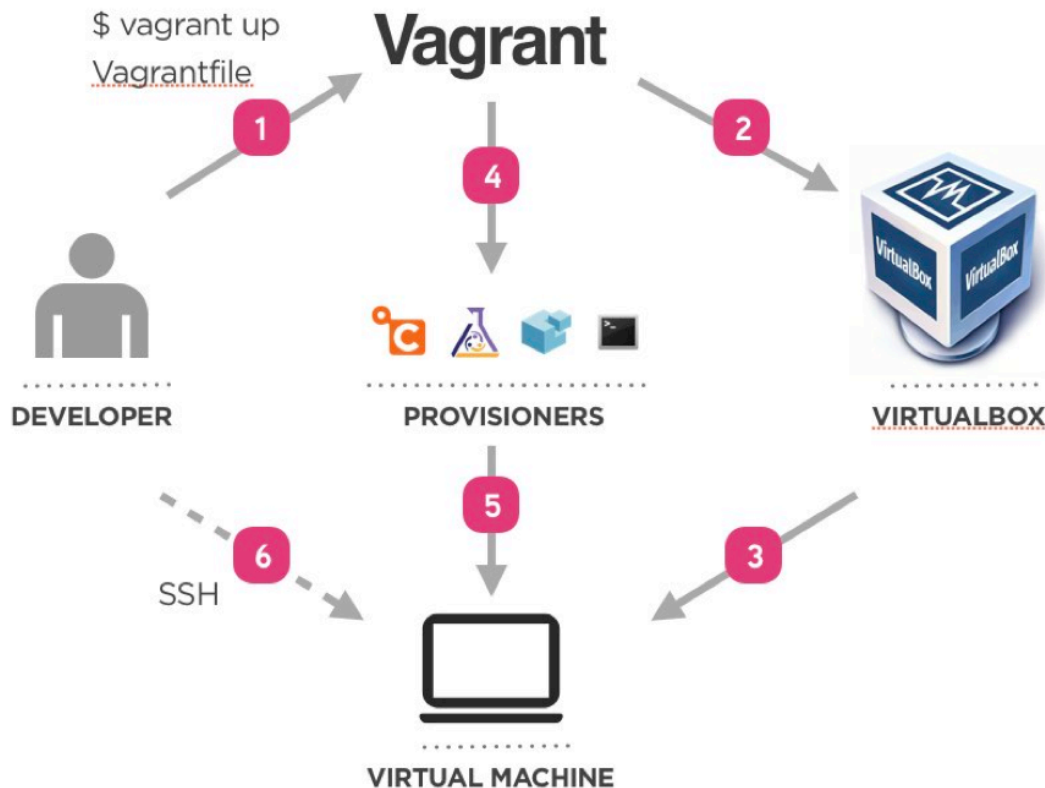 $ vagrant up
Vagrantfile
Vagrant
1
4
2
VirtualBox
VirtualBox
C
>_
DEVELOPER
PROVISIONERS
VIRTUALBOX
6
5
3
SSH
VIRTUAL MACHINE